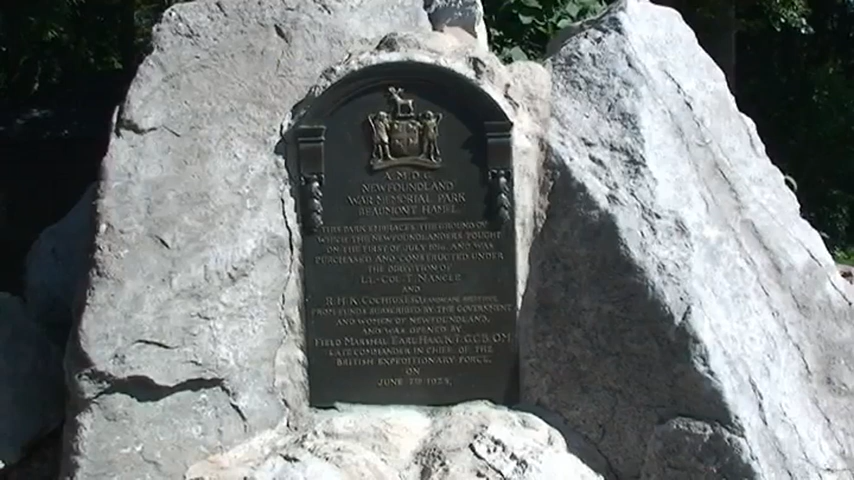 A.M.D.G.
NEWFOUNDLAND
WAR MEMORIAL PARK
BEAUMONT HAMEL
THIS PARK EMBRACES THE GROUND OF
WHICH THE NEWFOUNDLANDERS FOUGHT
ON THE FIRST OF JULY 1916, AND WAS
PURCHASED AND CONSTRUCTED UNDER
THE DIRECTION OF
LT.-COL. T. NANGLE
AND
R.H.K. COCHIUS, ESQ.
FROM FUNDS SUBSCRIBED BY THE GOVERNMENT
AND WOMEN OF NEWFOUNDLAND,
AND WAS OPENED BY
FIELD MARSHAL EARL HAIG, K.T. G.C.B. O.M.
LATE COMMANDER IN CHIEF OF THE
BRITISH EXPEDITIONARY FORCE,
ON
JUNE 7TH 1925.